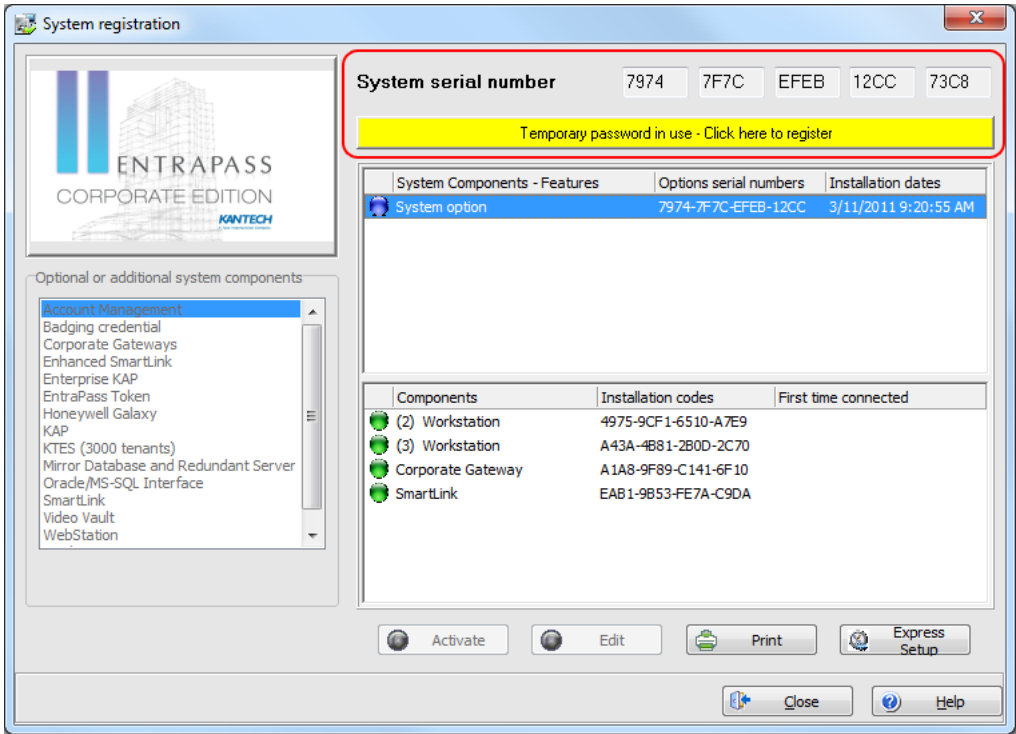 System registration
System serial number 7974 7F7C EFEB 12CC 73C8
Temporary password in use - Click here to register
ENTRAPASS
CORPORATE EDITION
KANTECH
Optional or additional system components
Account Management
Badging credential
Corporate Gateways
Enhanced SmartLink
Enterprise KAP
EntraPass Token
Honeywell Galaxy
KAP
KTES (3000 tenants)
Mirror Database and Redundant Server
Oracle/MS-SQL Interface
SmartLink
Video Vault
WebStation
System Components - Features Options serial numbers Installation dates
System option 7974-7F7C-EFEB-12CC 3/11/2011 9:20:55 AM
Components Installation codes First time connected
(2) Workstation 4975-9CF1-6510-A7E9
(3) Workstation A43A-4B81-2B0D-2C70
Corporate Gateway A1A8-9F89-C141-6F10
SmartLink EAB1-9B53-FE7A-C9DA
Activate Edit Print Express
Setup
Close Help